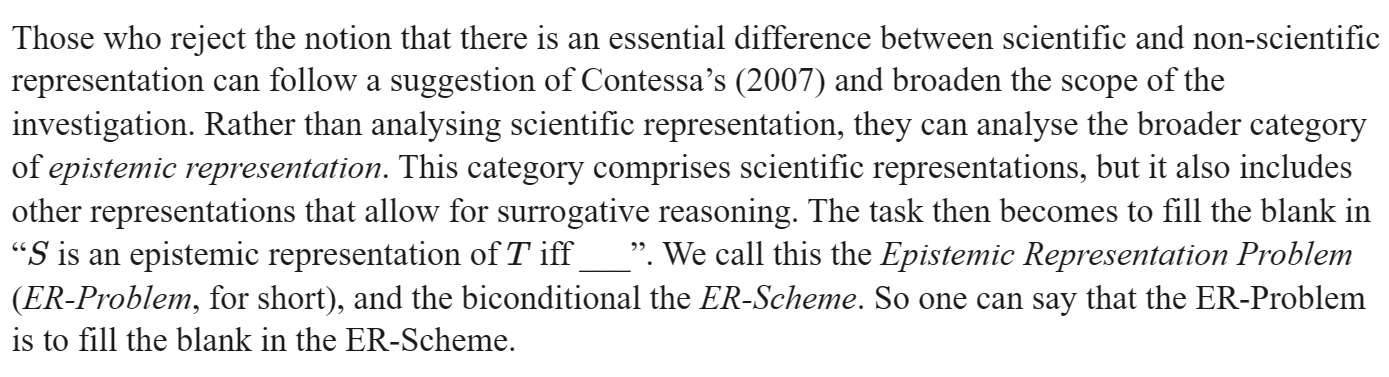 Those who reject the notion that there is an essential difference between scientific and non-scientific
representation can follow a suggestion of Contessa’s (2007) and broaden the scope of the
investigation. Rather than analysing scientific representation, they can analyse the broader category
of epistemic representation. This category comprises scientific representations, but it also includes
other representations that allow for surrogative reasoning. The task then becomes to fill the blank in
“S is an epistemic representation of T iff ___”. We call this the Epistemic Representation Problem
(ER-Problem, for short), and the biconditional the ER-Scheme. So one can say that the ER-Problem
is to fill the blank in the ER-Scheme.